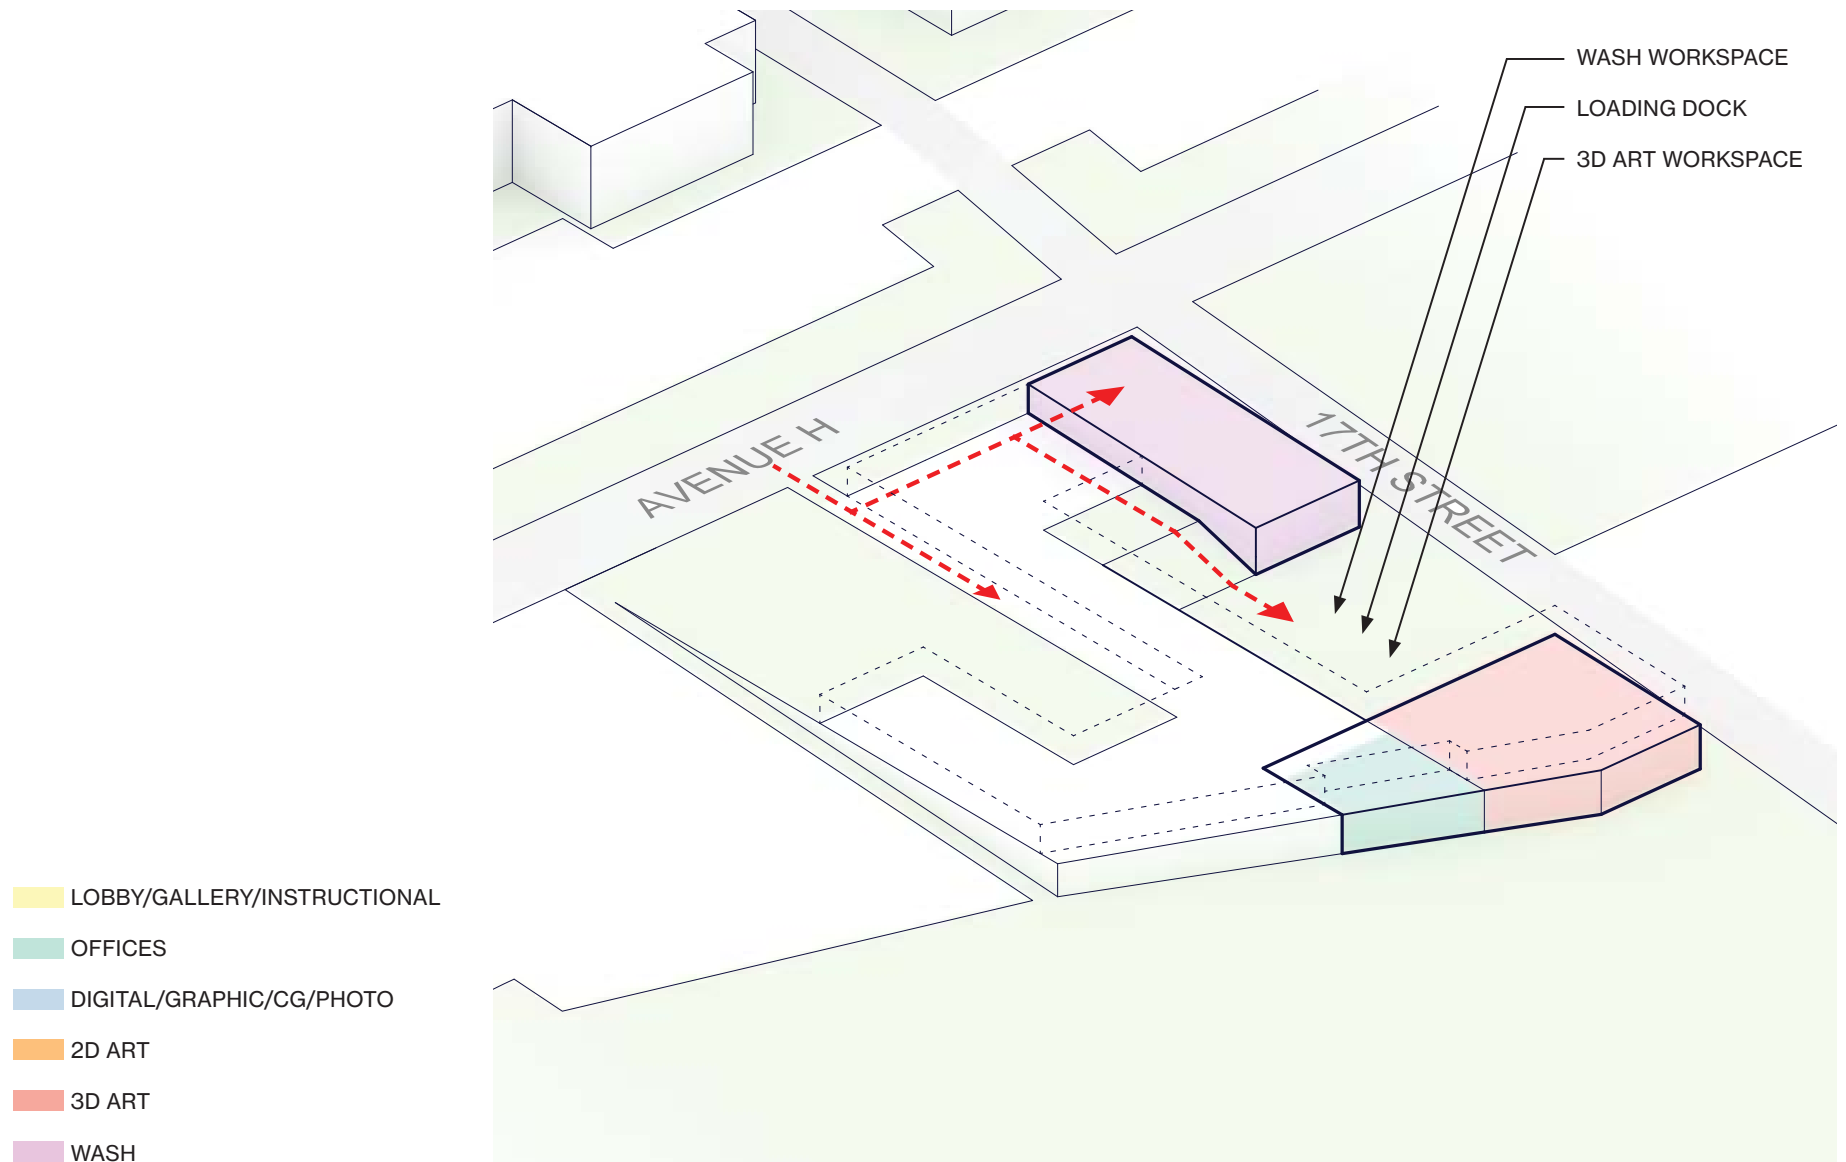 WASH WORKSPACE
LOADING DOCK
3D ART WORKSPACE
AVENUE H
17TH STREET
LOBBY/GALLERY/INSTRUCTIONAL
OFFICES
DIGITAL/GRAPHIC/CG/PHOTO
2D ART
3D ART
WASH